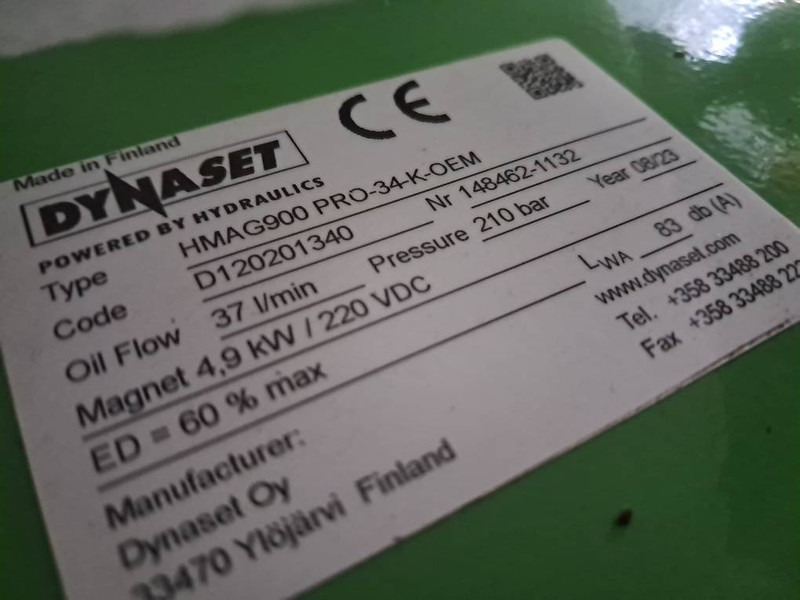 Made in Finland
DYNASET
POWERED BY HYDRAULICS
CE
Type HMAG900 PRO-34-K-OEM
Code D120201340 Nr 148462-1132
Oil Flow 37 l/min Pressure 210 bar Year 08/23
Magnet 4,9 kW / 220 VDC
ED = 60 % max LWA 83 db (A)
Manufacturer:
Dynaset Oy
33470 Ylöjärvi Finland
www.dynaset.com
Tel. +358 33488 200
Fax +358 33488